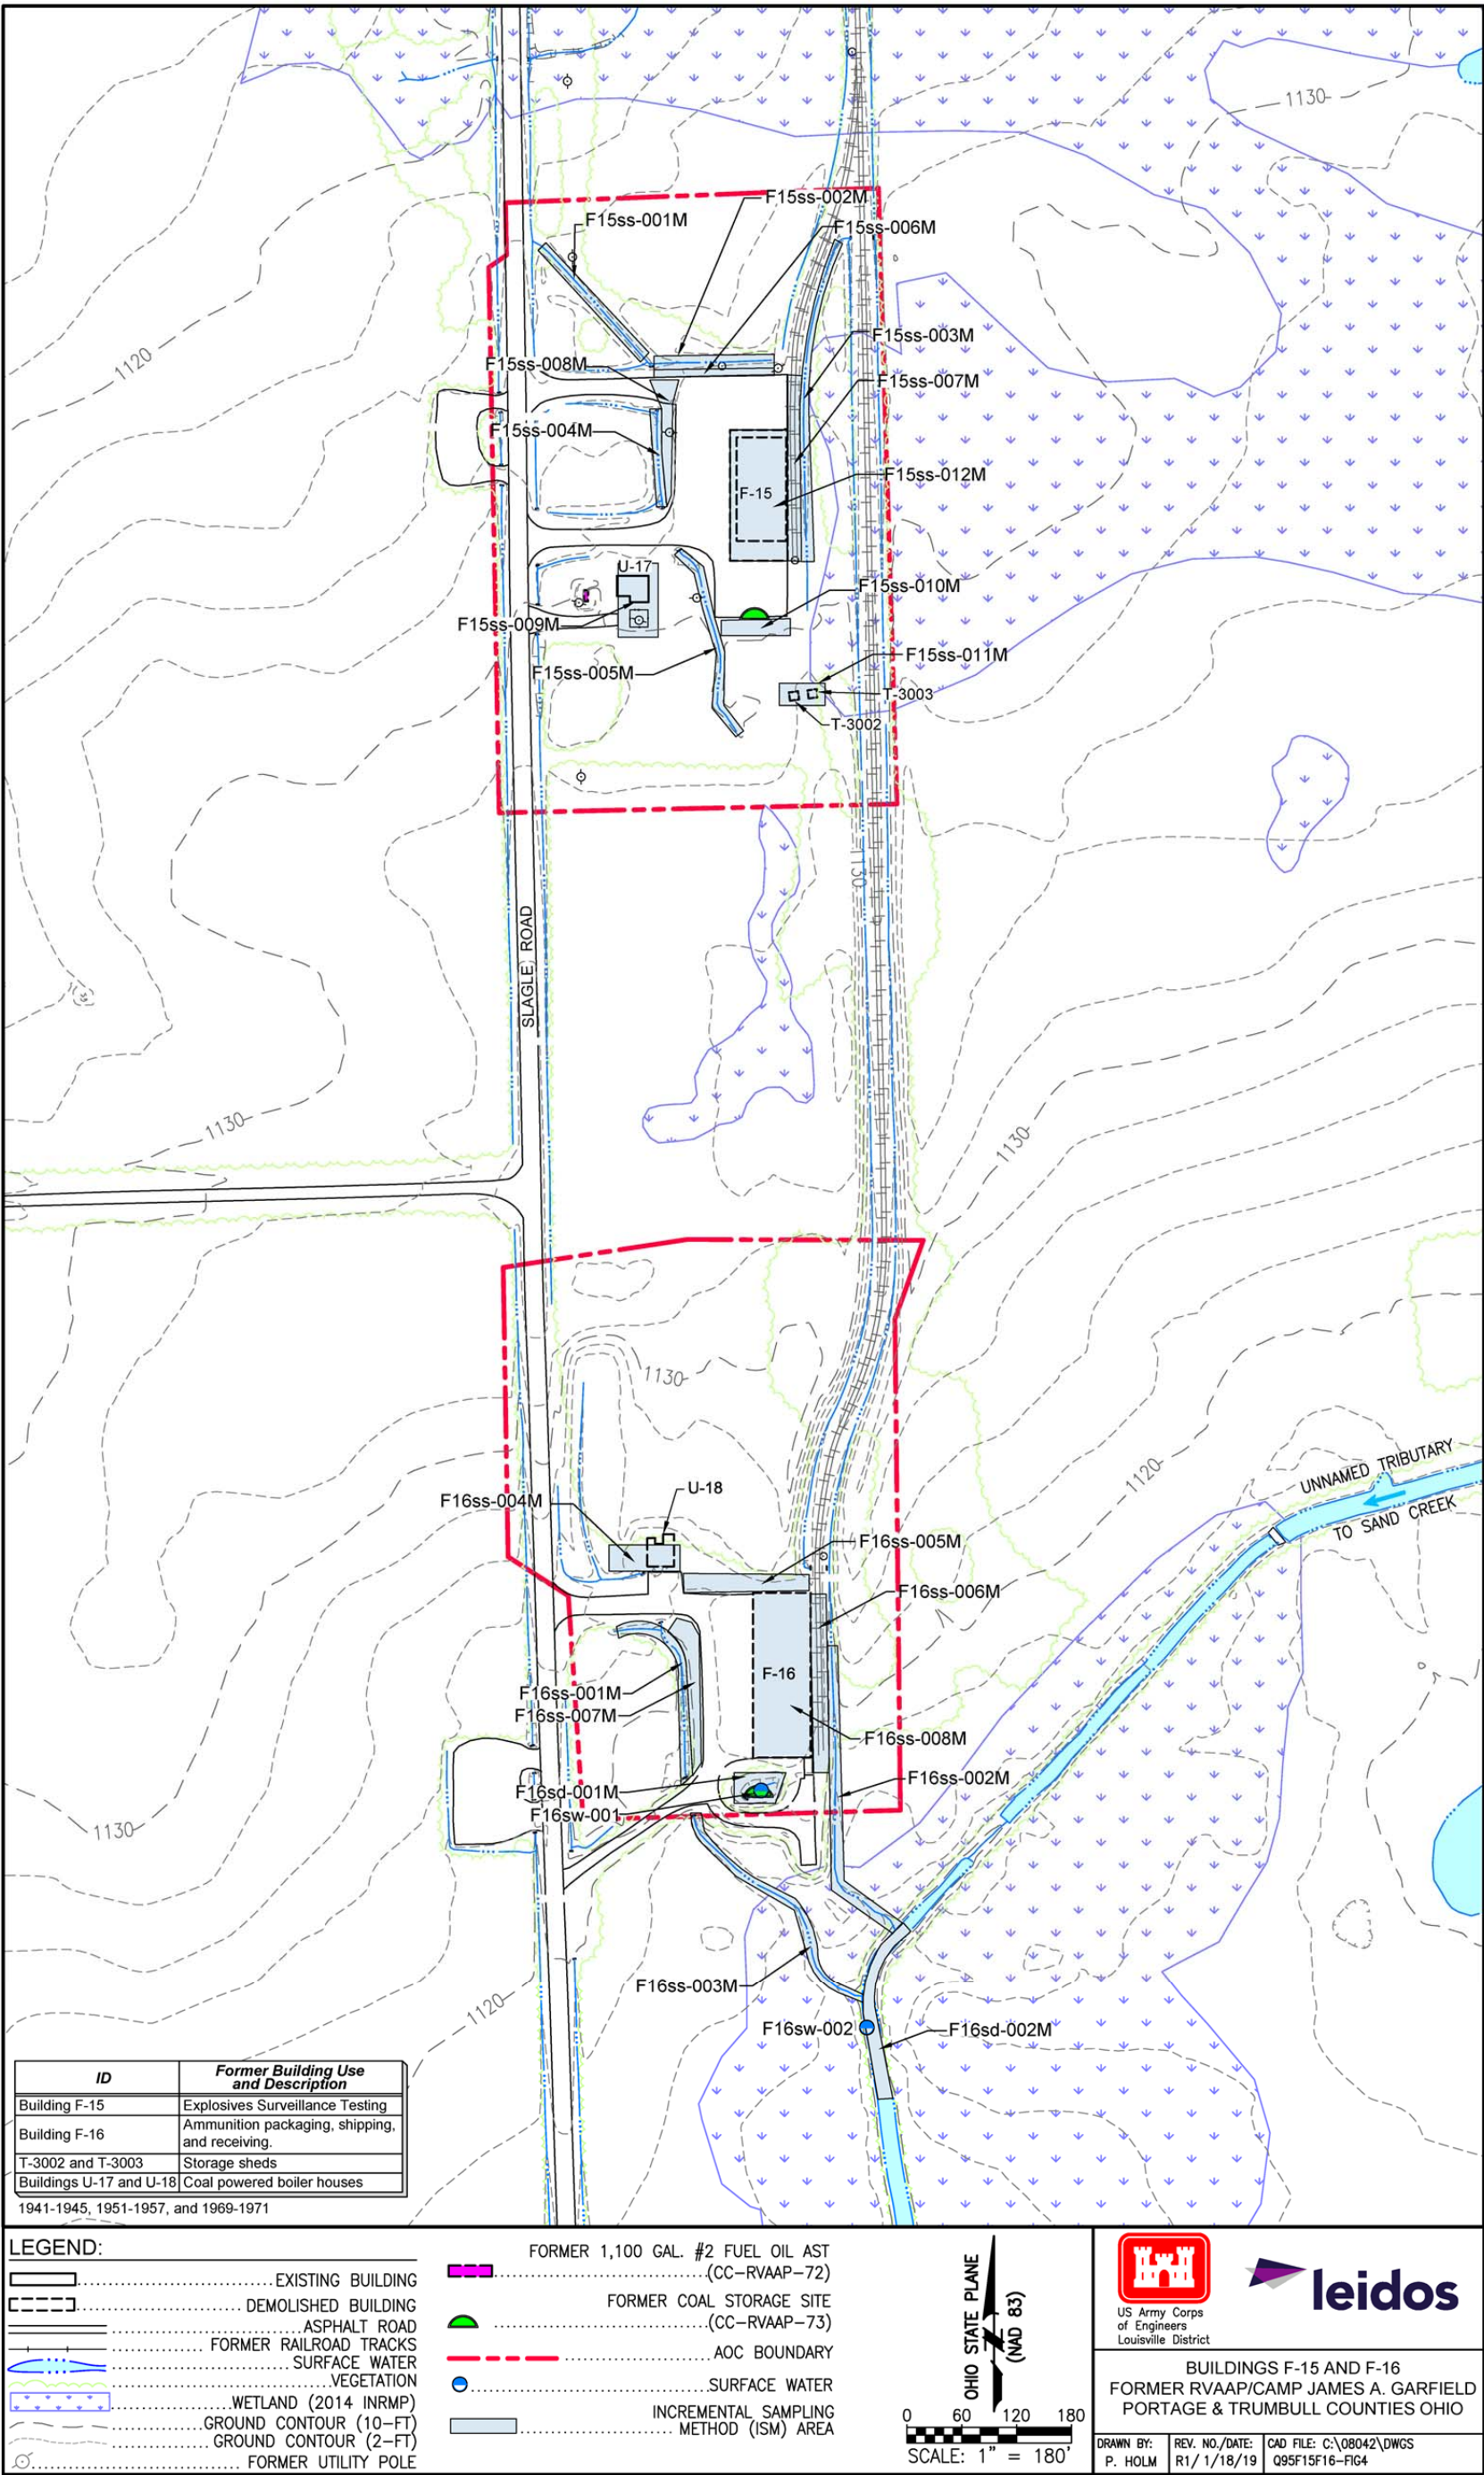 1130
F15ss-002M
F15ss-001M
F15ss-006M
F15ss-003M
1120
F15ss-008M
F15ss-007M
F15ss-004M
F15ss-012M
F-15
U-17
F15ss-010M
F15ss-009M
F15ss-011M
F15ss-005M
T-3003
T-3002
1130
SLAGLE ROAD
1130
1130
1130
1120
UNNAMED TRIBUTARY
TO SAND CREEK
U-18
F16ss-004M
F16ss-005M
F16ss-006M
F-16
F16ss-001M
F16ss-007M
F16ss-008M
F16ss-002M
F16sd-001M
F16sw-001
1130
F16ss-003M
1120
F16sw-002
F16sd-002M
ID Former Building Use
and Description
Building F-15 Explosives Surveillance Testing
Building F-16 Ammunition packaging, shipping,
and receiving.
T-3002 and T-3003 Storage sheds
Buildings U-17 and U-18 Coal powered boiler houses
1941-1945, 1951-1957, and 1969-1971
LEGEND:
EXISTING BUILDING
DEMOLISHED BUILDING
ASPHALT ROAD
FORMER RAILROAD TRACKS
SURFACE WATER
VEGETATION
WETLAND (2014 INRMP)
GROUND CONTOUR (10-FT)
GROUND CONTOUR (2-FT)
FORMER UTILITY POLE
FORMER 1,100 GAL. #2 FUEL OIL AST
(CC-RVAAP-72)
FORMER COAL STORAGE SITE
(CC-RVAAP-73)
AOC BOUNDARY
SURFACE WATER
INCREMENTAL SAMPLING
METHOD (ISM) AREA
OHIO STATE PLANE
(NAD 83)
N
0 60 120 180
SCALE: 1" = 180'
US Army Corps
of Engineers
Louisville District
leidos
BUILDINGS F-15 AND F-16
FORMER RVAAP/CAMP JAMES A. GARFIELD
PORTAGE & TRUMBULL COUNTIES OHIO
DRAWN BY:
P. HOLM
REV. NO./DATE:
R1/ 1/18/19
CAD FILE: C:\08042\DWGS
Q95F15F16-FIG4